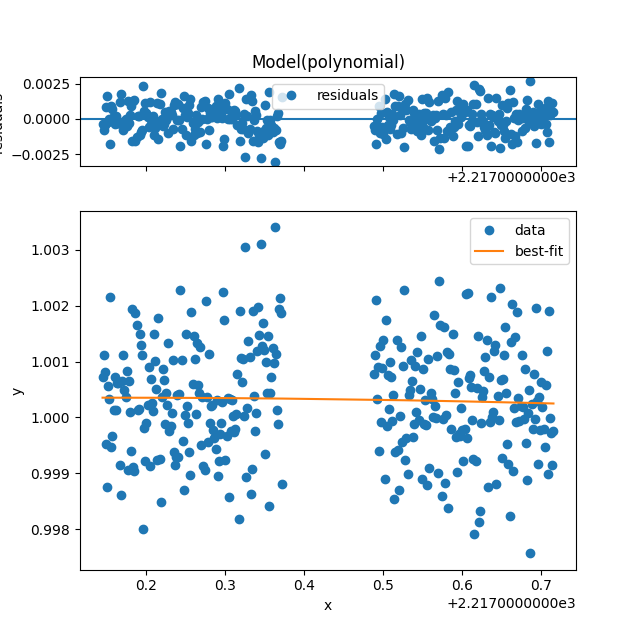 Model(polynomial)
0.0025
0.0000
−0.0025
residuals
+2.2170000000e3
1.003
1.002
1.001
1.000
0.999
0.998
y
data
best-fit
0.2 0.3 0.4 0.5 0.6 0.7
x
+2.2170000000e3